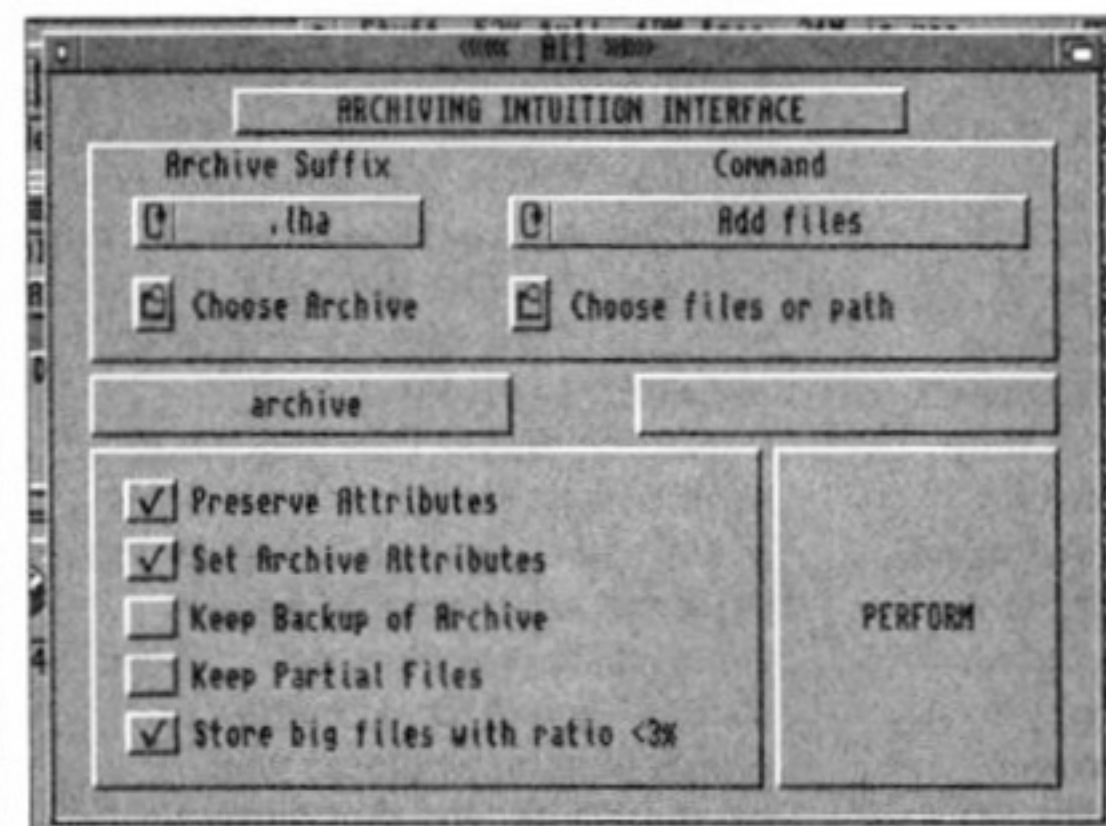 AII
ARCHIVING INTUITION INTERFACE
Archive Suffix
Command
.lha
Add files
Choose Archive
Choose files or path
archive
Preserve Attributes
Set Archive Attributes
Keep Backup of Archive
Keep Partial Files
Store big files with ratio <3%
PERFORM